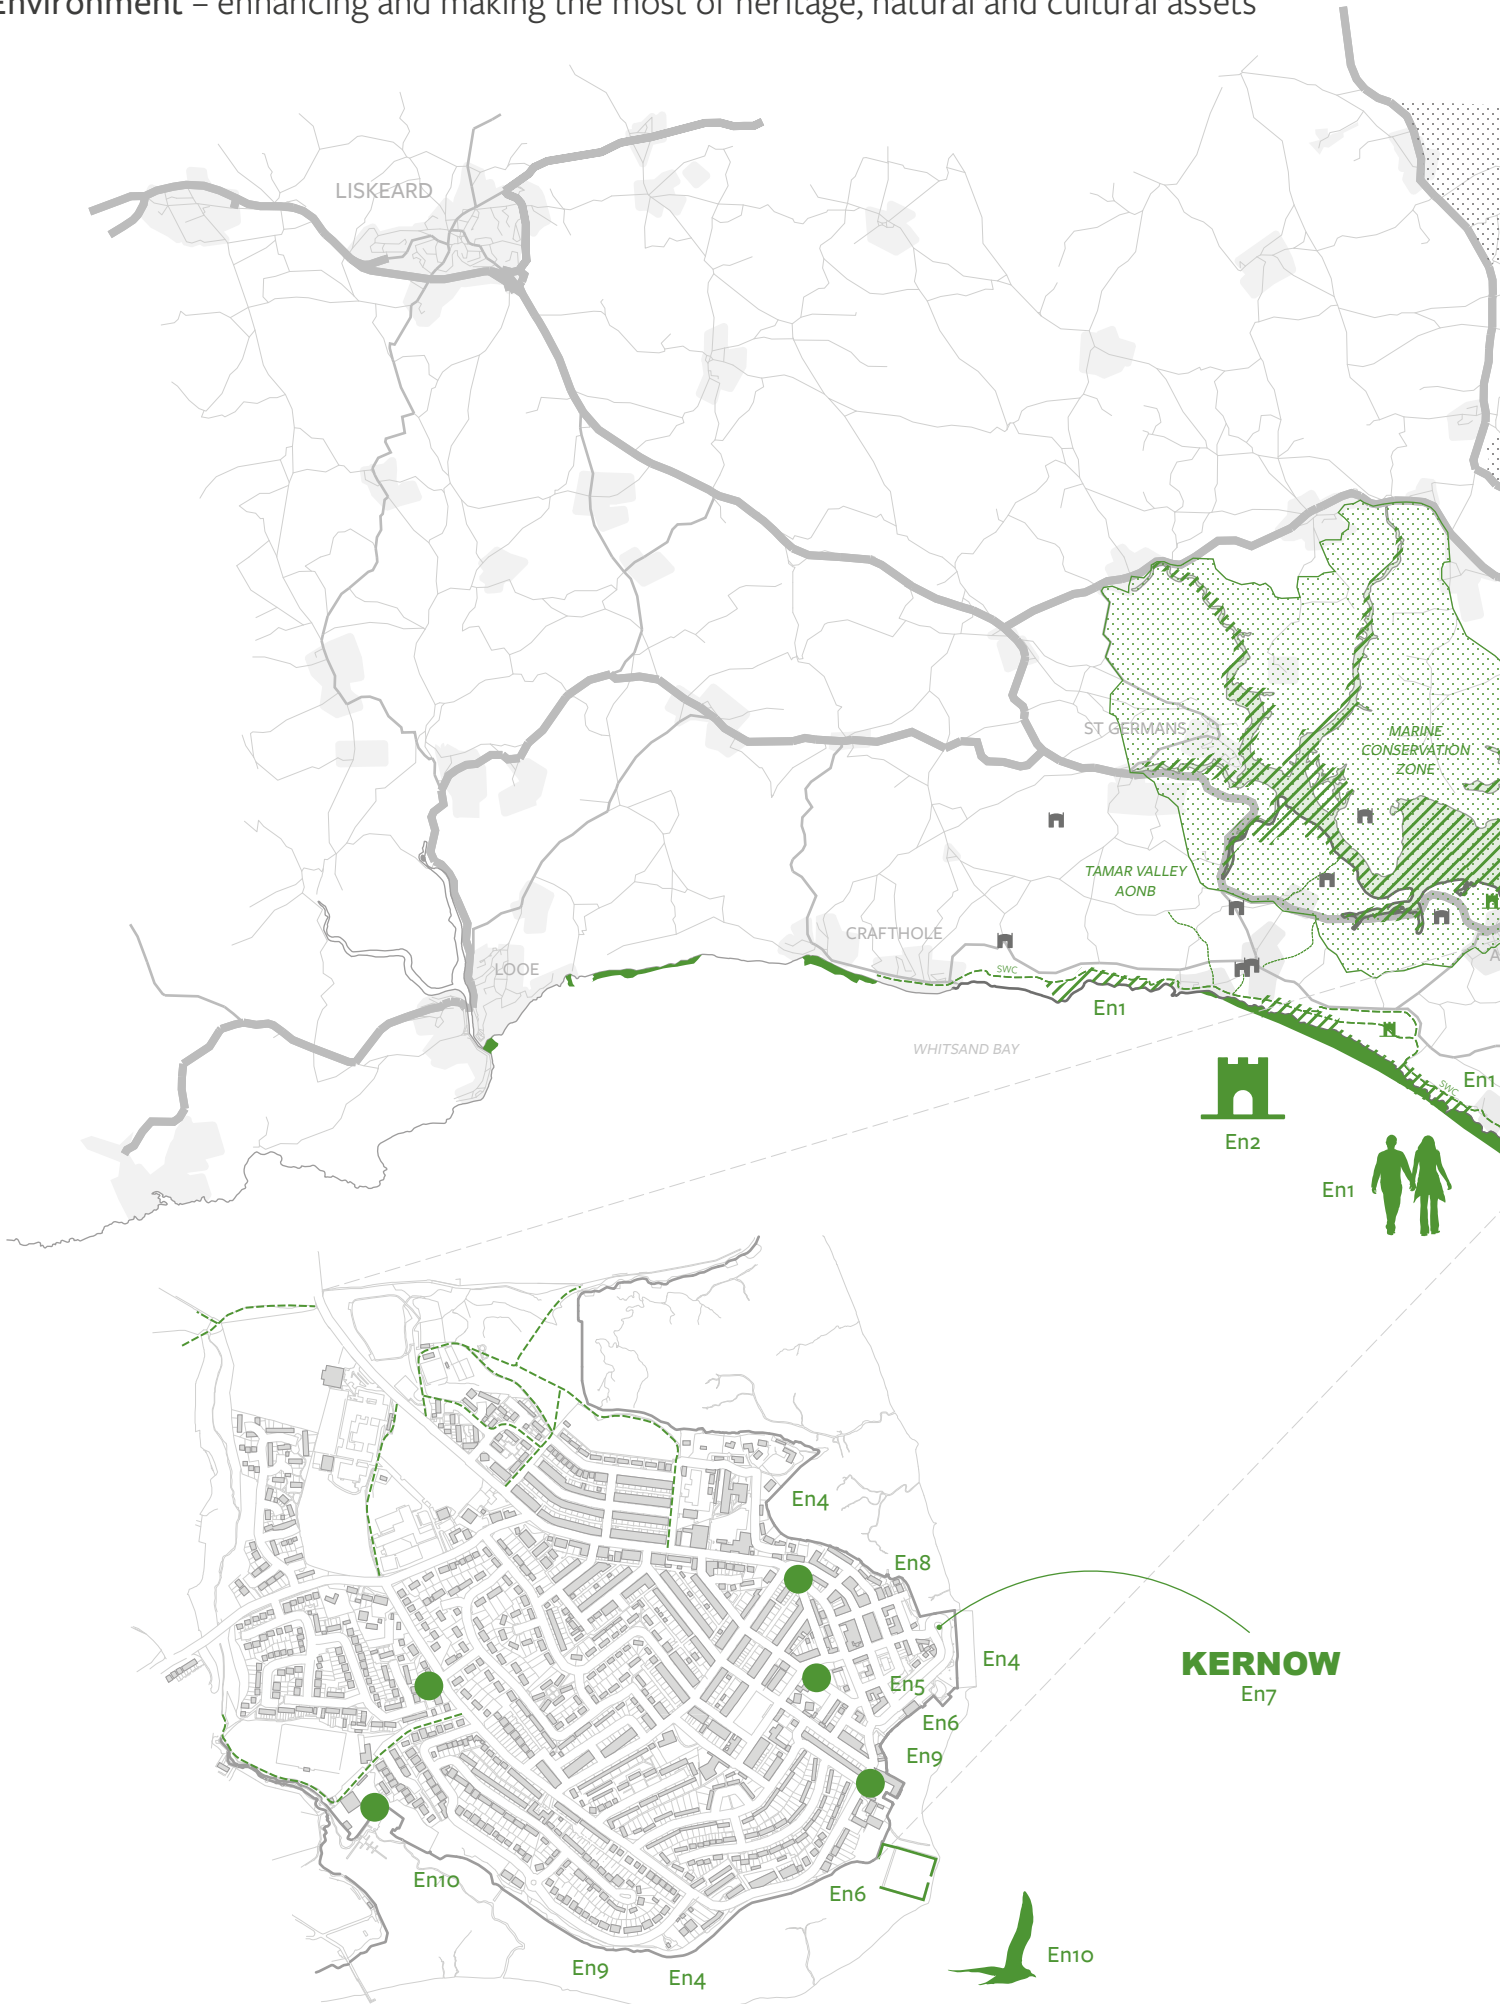 Environment – enhancing and making the most of heritage, natural and cultural assets
LISKEARD
ST GERMANS
MARINE
CONSERVATION
ZONE
TAMAR VALLEY
AONB
CRAFTHOLE
LOOE
SWC
En1
WHITSAND BAY
SWC
En1
En2
En1
En4
En8
En4
KERNOW
En7
En5
En6
En9
En10
En6
En10
En9
En4